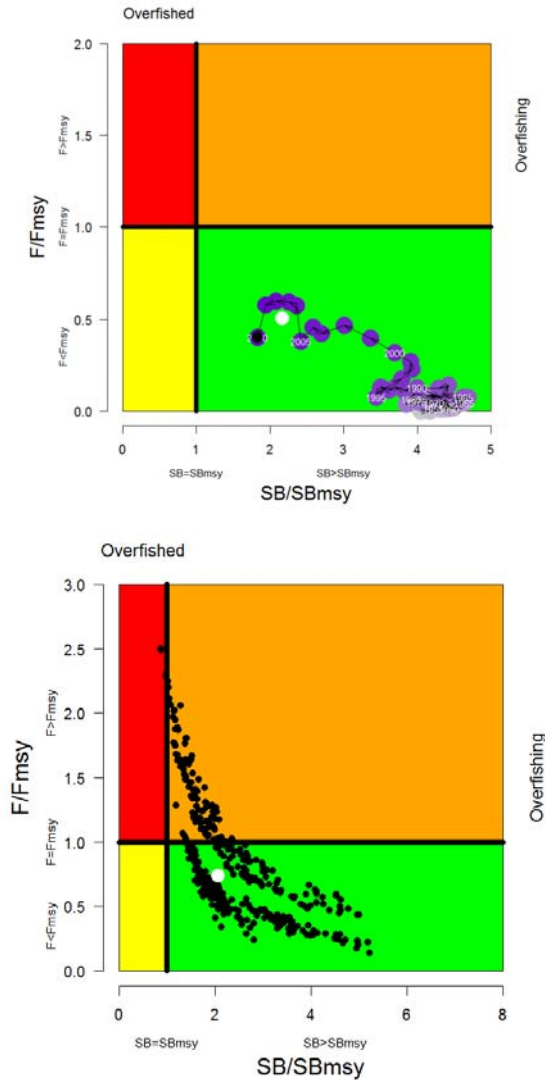 Overfished
2.0
1.5
1.0
0.5
0.0
F/Fmsy
F>Fmsy
F=Fmsy
F<Fmsy
Overfishing
2005
2000
1995
1990
0
1
2
3
4
5
SB=SBmsy
SB>SBmsy
SB/SBmsy
Overfished
3.0
2.5
2.0
1.5
1.0
0.5
0.0
F/Fmsy
F>Fmsy
F=Fmsy
F<Fmsy
Overfishing
0
2
4
6
8
SB=SBmsy
SB>SBmsy
SB/SBmsy